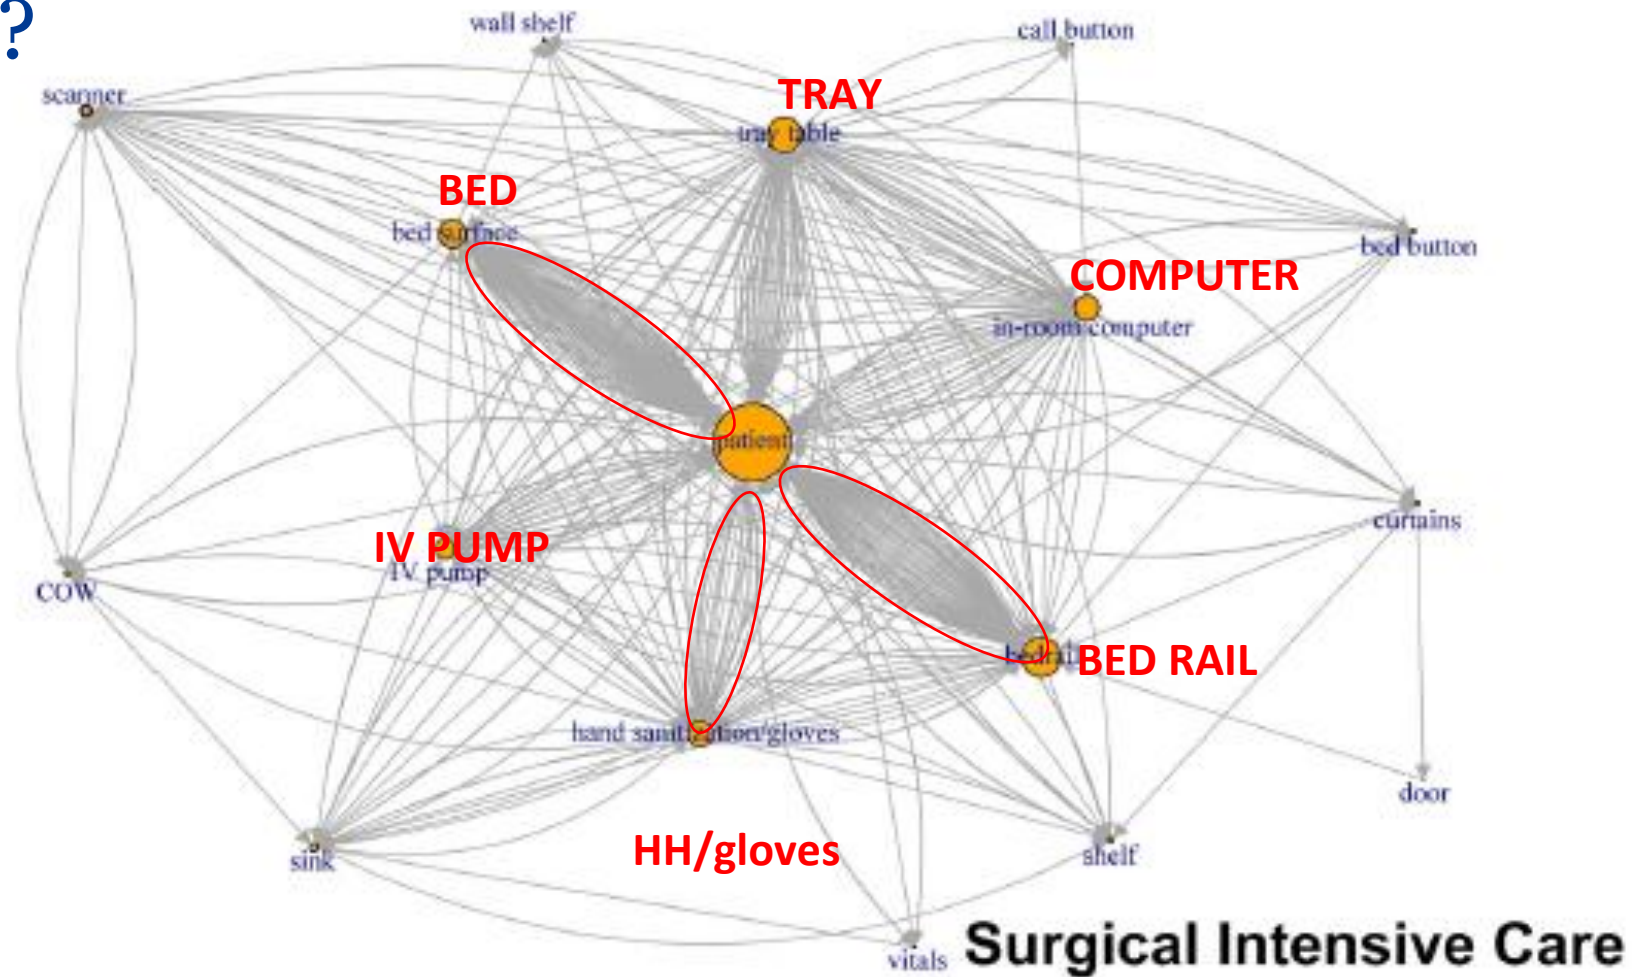 ?
wall shelf
call button
scanner
TRAY
tray table
BED
bed surface
bed button
COMPUTER
in-room computer
patient
curtains
IV PUMP
IV pump
COW
bedrail
BED RAIL
hand sanitization/gloves
door
HH/gloves
sink
shelf
vitals
Surgical Intensive Care